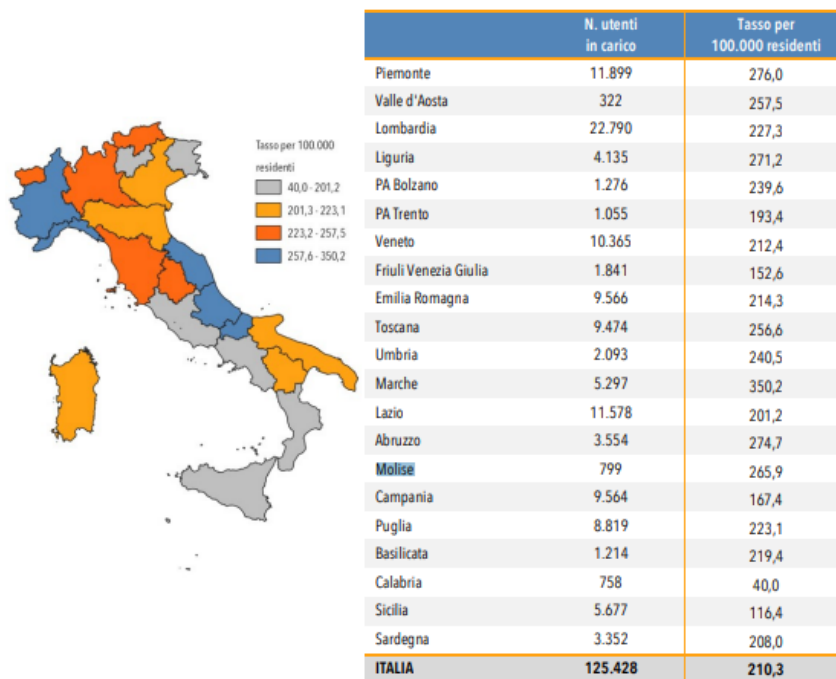 Tasso per 100.000
residenti
40,0 - 201,2
201,3 - 223,1
223,2 - 257,5
257,6 - 350,2
N. utenti in carico Tasso per 100.000 residenti
Piemonte 11.899 276,0
Valle d'Aosta 322 257,5
Lombardia 22.790 227,3
Liguria 4.135 271,2
PA Bolzano 1.276 239,6
PA Trento 1.055 193,4
Veneto 10.365 212,4
Friuli Venezia Giulia 1.841 152,6
Emilia Romagna 9.566 214,3
Toscana 9.474 256,6
Umbria 2.093 240,5
Marche 5.297 350,2
Lazio 11.578 201,2
Abruzzo 3.554 274,7
Molise 799 265,9
Campania 9.564 167,4
Puglia 8.819 223,1
Basilicata 1.214 219,4
Calabria 758 40,0
Sicilia 5.677 116,4
Sardegna 3.352 208,0
ITALIA 125.428 210,3